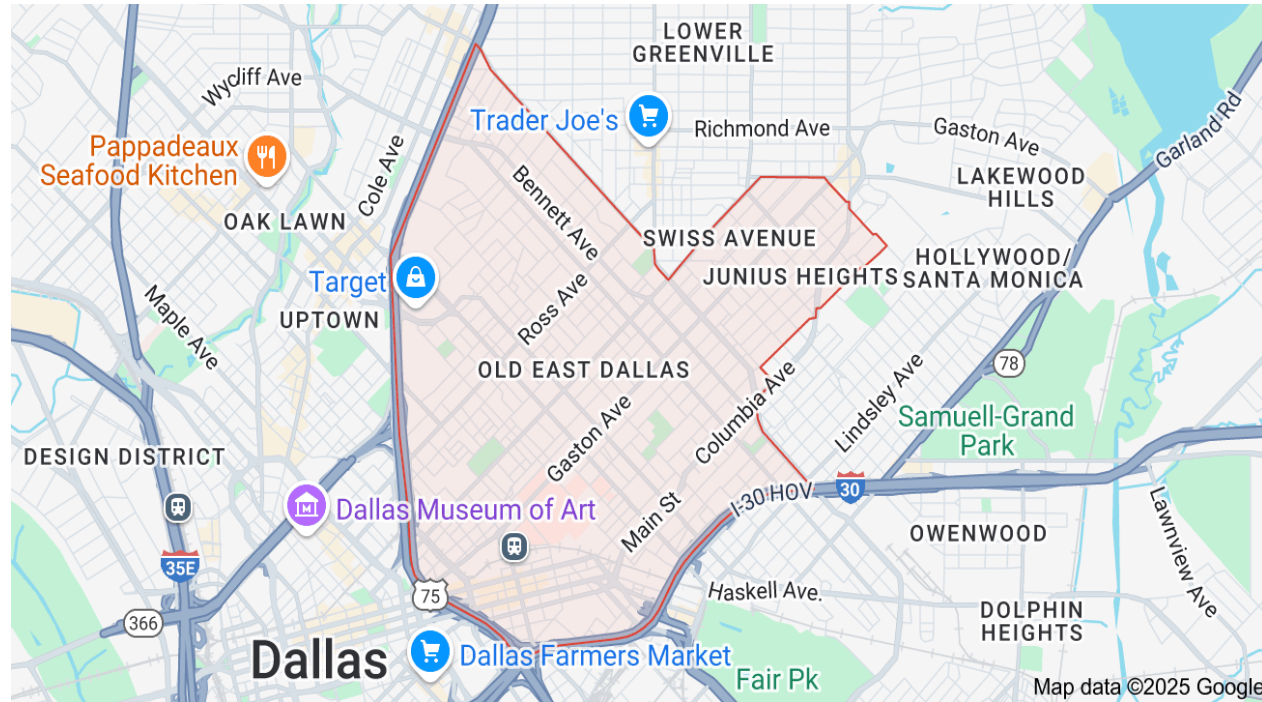 LOWER
GREENVILLE
Wycliff Ave
Trader Joe's
Richmond Ave
Gaston Ave
Garland Rd
Pappadeaux
Seafood Kitchen
Cole Ave
Bennett Ave
LAKEWOOD
HILLS
OAK LAWN
SWISS AVENUE
HOLLYWOOD/
SANTA MONICA
JUNIUS HEIGHTS
Target
Maple Ave
UPTOWN
Ross Ave
OLD EAST DALLAS
78
Gaston Ave
Columbia Ave
Lindsley Ave
Samuell-Grand
Park
DESIGN DISTRICT
Dallas Museum of Art
Main St
I-30 HOV
30
Lawnview Ave
OWENWOOD
35E
75
Haskell Ave.
366
DOLPHIN
HEIGHTS
Dallas
Dallas Farmers Market
Fair Pk
Map data ©2025 Google